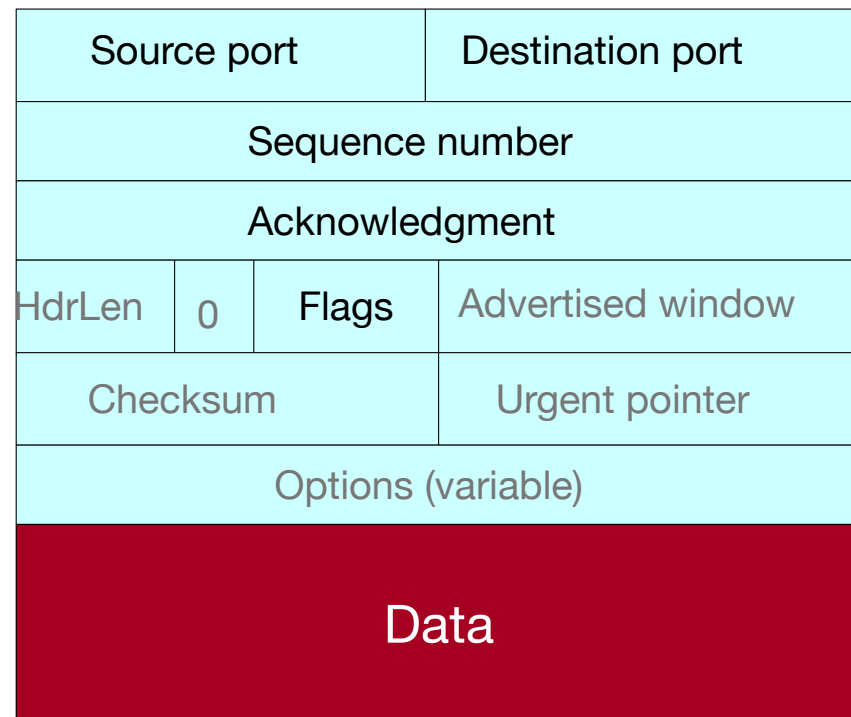 Source port Destination port
Sequence number
Acknowledgment
HdrLen 0 Flags Advertised window
Checksum Urgent pointer
Options (variable)
Data